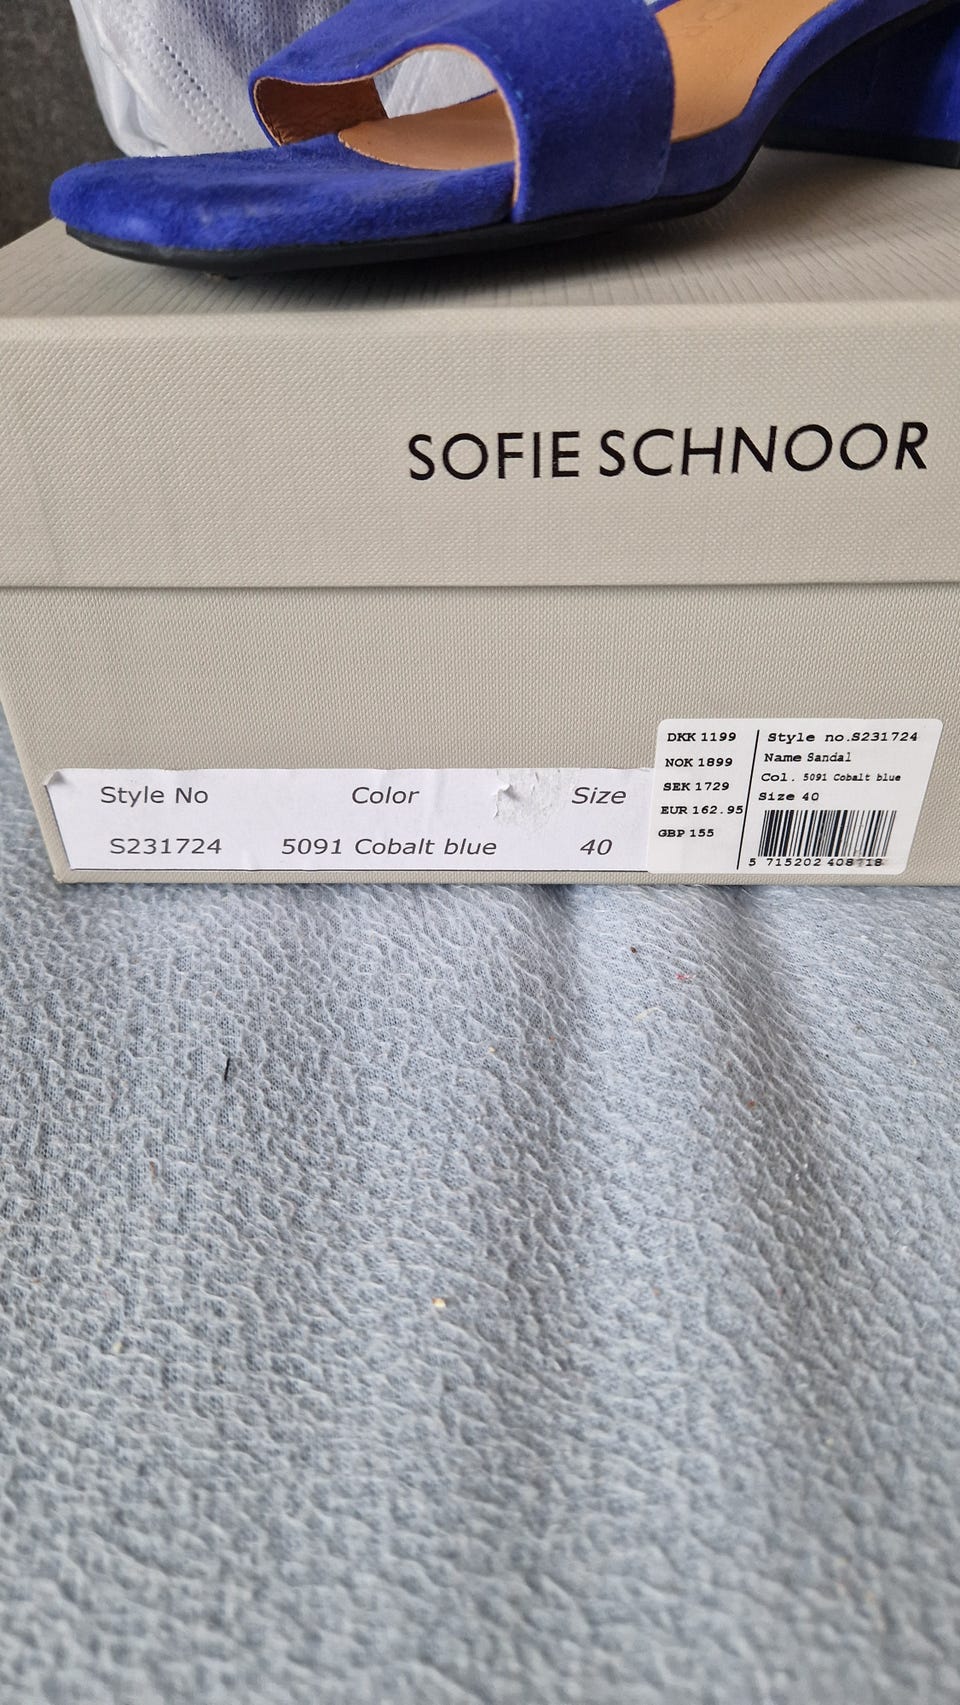 SOFIE SCHNOOR
Style No Color Size
S231724 5091 Cobalt blue 40
DKK 1199
NOK 1899
SEK 1729
EUR 162.95
GBP 155
Style no.S231724
Name Sandal
Col. 5091 Cobalt blue
Size 40
5 715202 408718